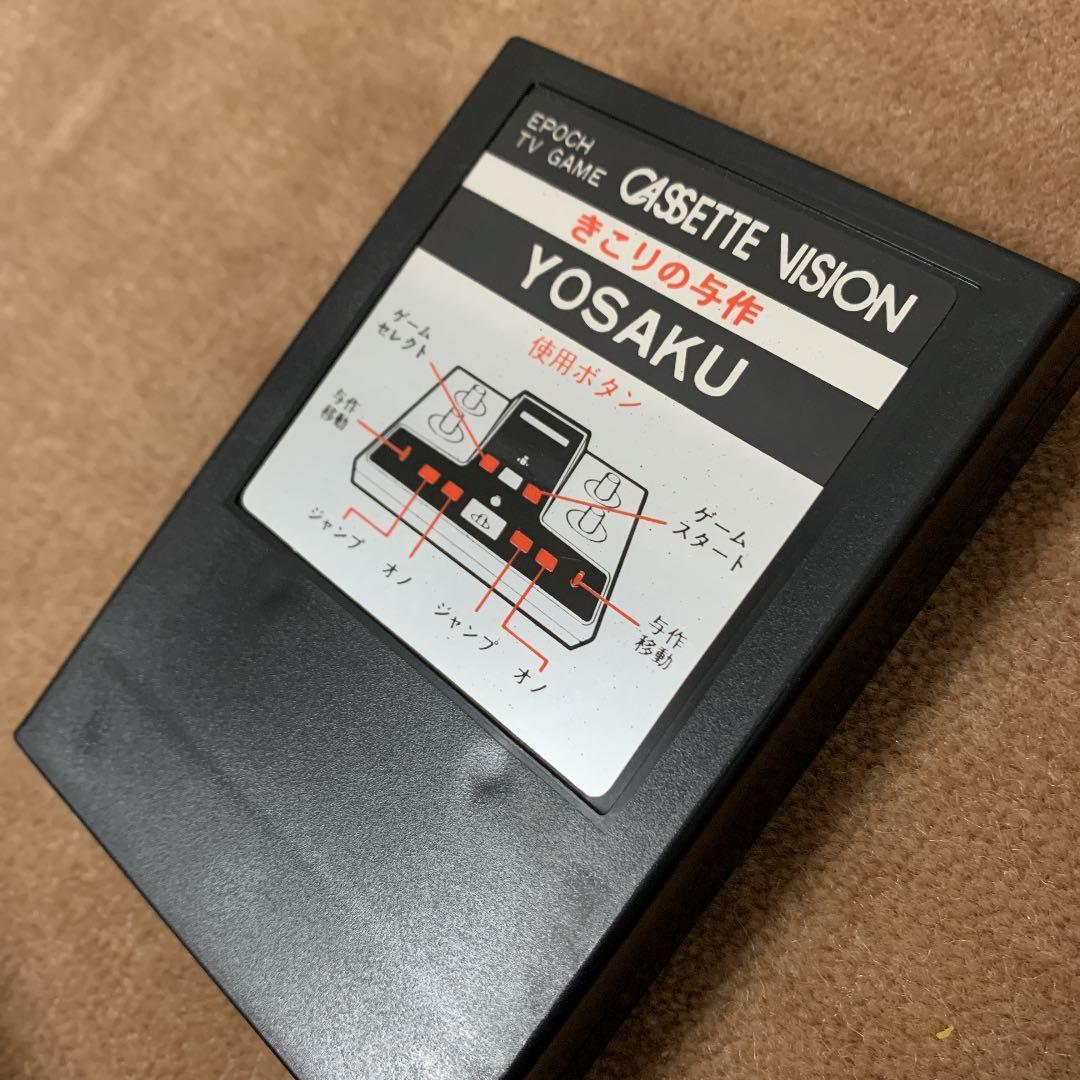 EPOCH
TV GAME
CASSETTE VISION
きこりの与作
YOSAKU
使用ボタン
ゲーム
セレクト
与作
移動
ゲーム
スタート
ジャンプ
オノ
ジャンプ
オノ
与作
移動